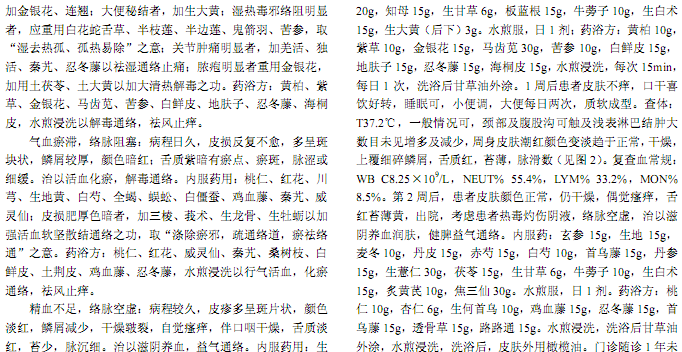 如金银花、连翘；大便秘结者，加生大黄；湿热毒邪络阻明显
者，应重用白花蛇舌草、半枝莲、半边莲、鬼箭羽、苦参，取
“湿去热孤、孤热易除”之意；关节肿痛明显者，加羌活、独
活、秦艽、忍冬藤以祛湿通络止痛；脓疱明显者重用金银花，
加用土茯苓、土大黄以加大清热解毒之功。药浴方：黄柏、紫
草、金银花、马齿苋、苦参、白鲜皮、地肤子、忍冬藤、海桐
皮，水煎浸洗以解毒通络，祛风止痒。
气血瘀滞，络脉阻塞：病程日久，皮损反复不愈，多呈斑
块状，鳞屑较厚，颜色暗红；舌质紫暗有瘀点、瘀斑，脉涩或
细缓。治以活血化瘀，解毒通络。内服药用：桃仁、红花、川
芎、生地黄、白芍、全蝎、蜈蚣、白僵蚕、鸡血藤、秦艽、威
灵仙；皮损肥厚色暗者，加三棱、莪术、生龙骨、生牡蛎以加
强活血软坚散结通络之功，取“涤除瘀邪，疏通络道，瘀祛络
通”之意。药浴方：桃仁、红花、威灵仙、秦艽、桑树枝、白
鲜皮、土荆皮、鸡血藤、忍冬藤，水煎浸洗以行气活血，化瘀
通络，祛风止痒。
精血不足，络脉空虚：病程较久，皮疹多呈斑片状，颜色
淡红，鳞屑减少，干燥皲裂，自觉瘙痒，伴口咽干燥，舌质淡
红，苔少，脉沉细。治以滋阴养血，益气通络。内服药用：生
20g，知母 15g，生甘草 6g，板蓝根 15g，牛蒡子 10g，生白术
15g，生大黄（后下）3g。水煎服，日 1 剂；药浴方：黄柏 10g，
紫草 10g，金银花 15g，马齿苋 30g，苦参 10g，白鲜皮 15g，
地肤子 15g，忍冬藤 15g，海桐皮 15g，水煎浸洗，每次 15min，
每日 1 次，洗浴后甘草油外涂。1 周后患者皮肤不痒，口干喜
饮好转，睡眠可，小便调，大便每日两次，质软成型。查体：
T37.2℃，一般情况可，颈部及腹股沟可触及浅表淋巴结肿大
数目未见增多及减少，周身皮肤潮红颜色变淡趋于正常，干燥，
上覆细碎鳞屑，舌质红，苔薄，脉滑数（见图 2）。复查血常规：
WB C8.25×10⁹/L，NEUT% 55.4%，LYM% 33.2%，MON%
8.5%。第 2 周后，患者皮肤颜色正常，仍干燥，偶觉瘙痒，舌
红苔薄黄，出院，考虑患者热毒灼伤阴液，络脉空虚，治以滋
阴养血润肤，健脾益气通络。内服药：玄参 15g，生地 15g，
麦冬 10g，丹皮 15g，赤芍 15g，白芍 10g，首乌藤 15g，丹参
15g，生薏仁 30g，茯苓 15g，生甘草 6g，牛蒡子 10g，生白术
15g，炙黄芪 10g，焦三仙 30g。水煎服，日 1 剂。药浴方：桃
仁 10g，杏仁 6g，生何首乌 10g，鸡血藤 15g，忍冬藤 15g，首乌
藤 15g，透骨草 15g，路路通 15g。水煎浸洗，洗浴后甘草油
外涂，水煎浸洗，洗浴后，皮肤外用橄榄油。门诊随诊 1 年未